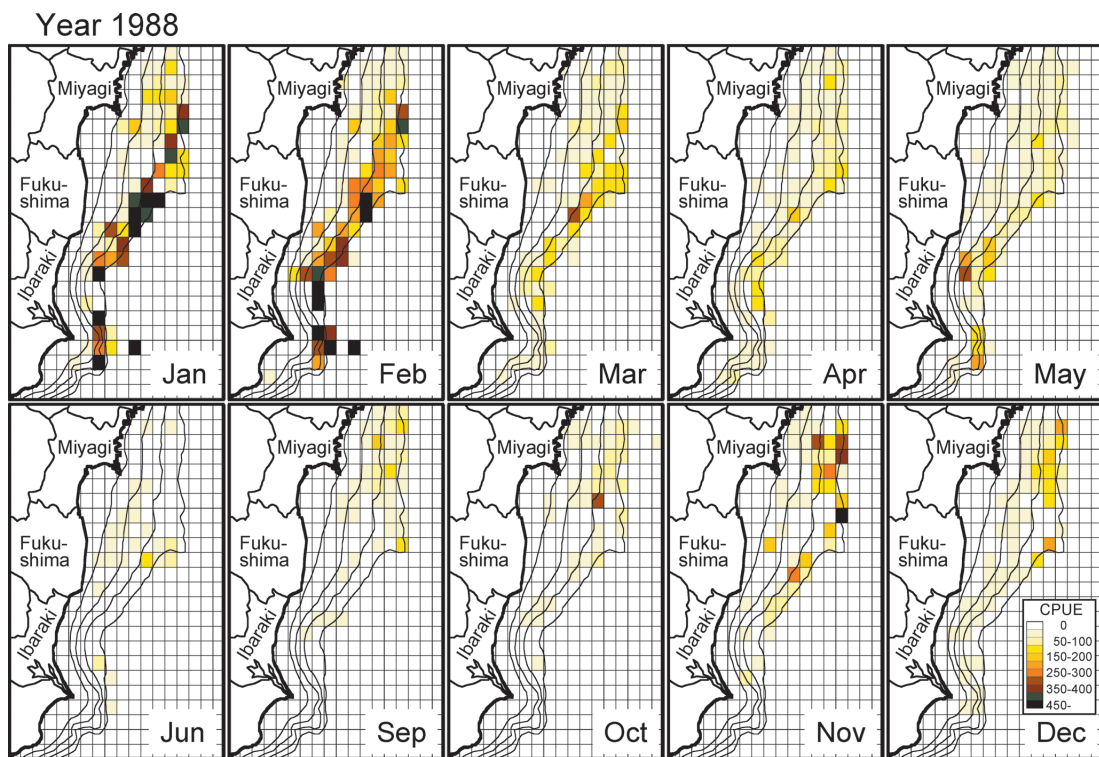 Year 1988
Miyagi
Fuku-
shima
Ibaraki
Jan
Miyagi
Fuku-
shima
Ibaraki
Feb
Miyagi
Fuku-
shima
Ibaraki
Mar
Miyagi
Fuku-
shima
Ibaraki
Apr
Miyagi
Fuku-
shima
Ibaraki
May
Miyagi
Fuku-
shima
Ibaraki
Jun
Miyagi
Fuku-
shima
Ibaraki
Sep
Miyagi
Fuku-
shima
Ibaraki
Oct
Miyagi
Fuku-
shima
Ibaraki
Nov
Miyagi
Fuku-
shima
Ibaraki
CPUE
0
50-100
150-200
250-300
350-400
450-
Dec